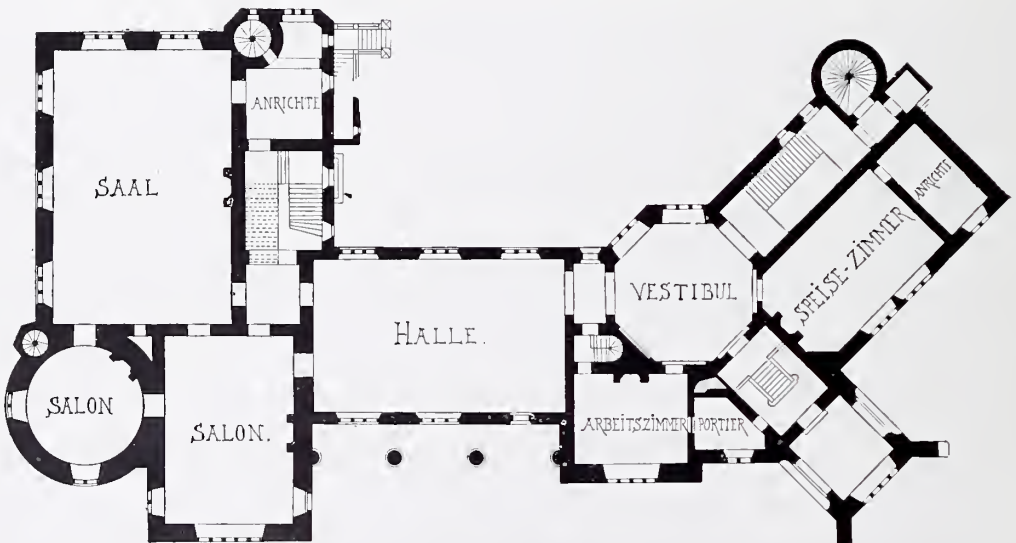 ANRICHTE
SAAL
ANRICHTE
SPEISE-ZIMMER
VESTIBUL
HALLE.
SALON
SALON.
ARBEITSZIMMER
PORTIER